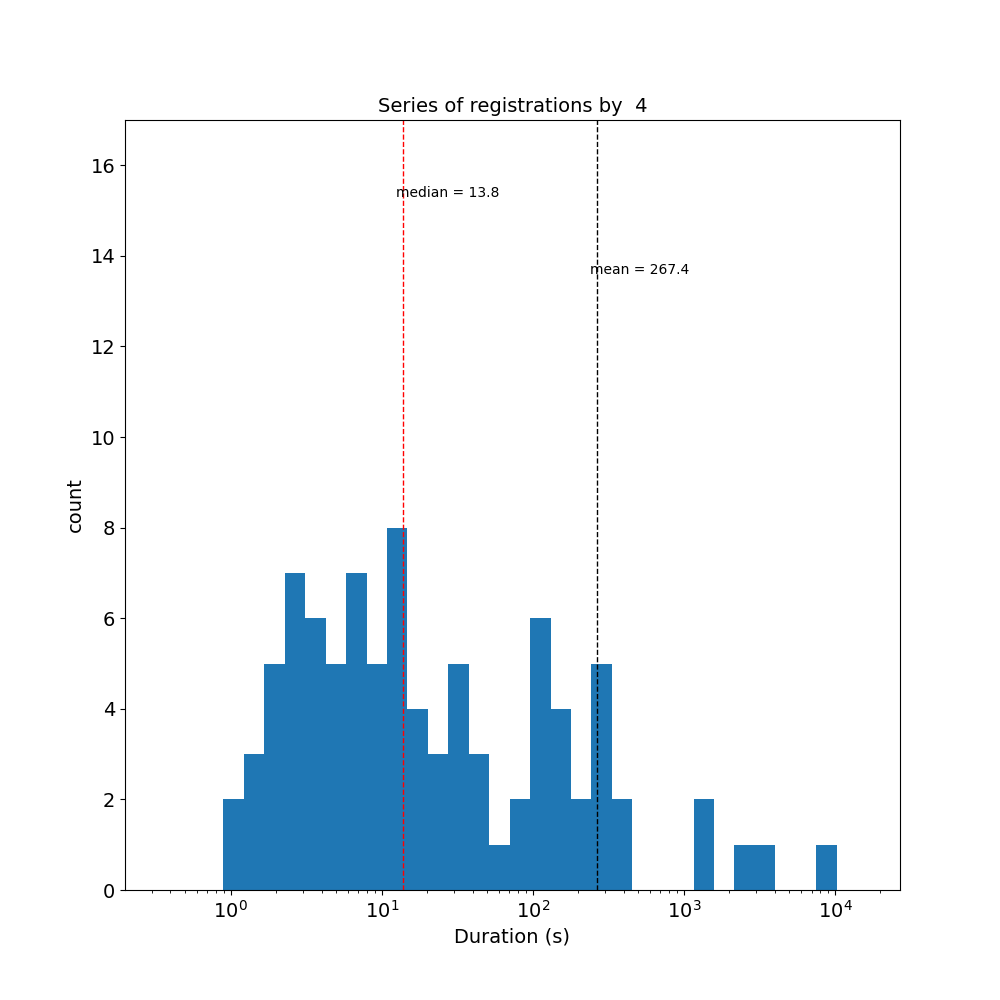 Series of registrations by  4
16
median = 13.8
14
mean = 267.4
12
10
count
8
6
4
2
0
10⁰ 10¹ 10² 10³ 10⁴
Duration (s)